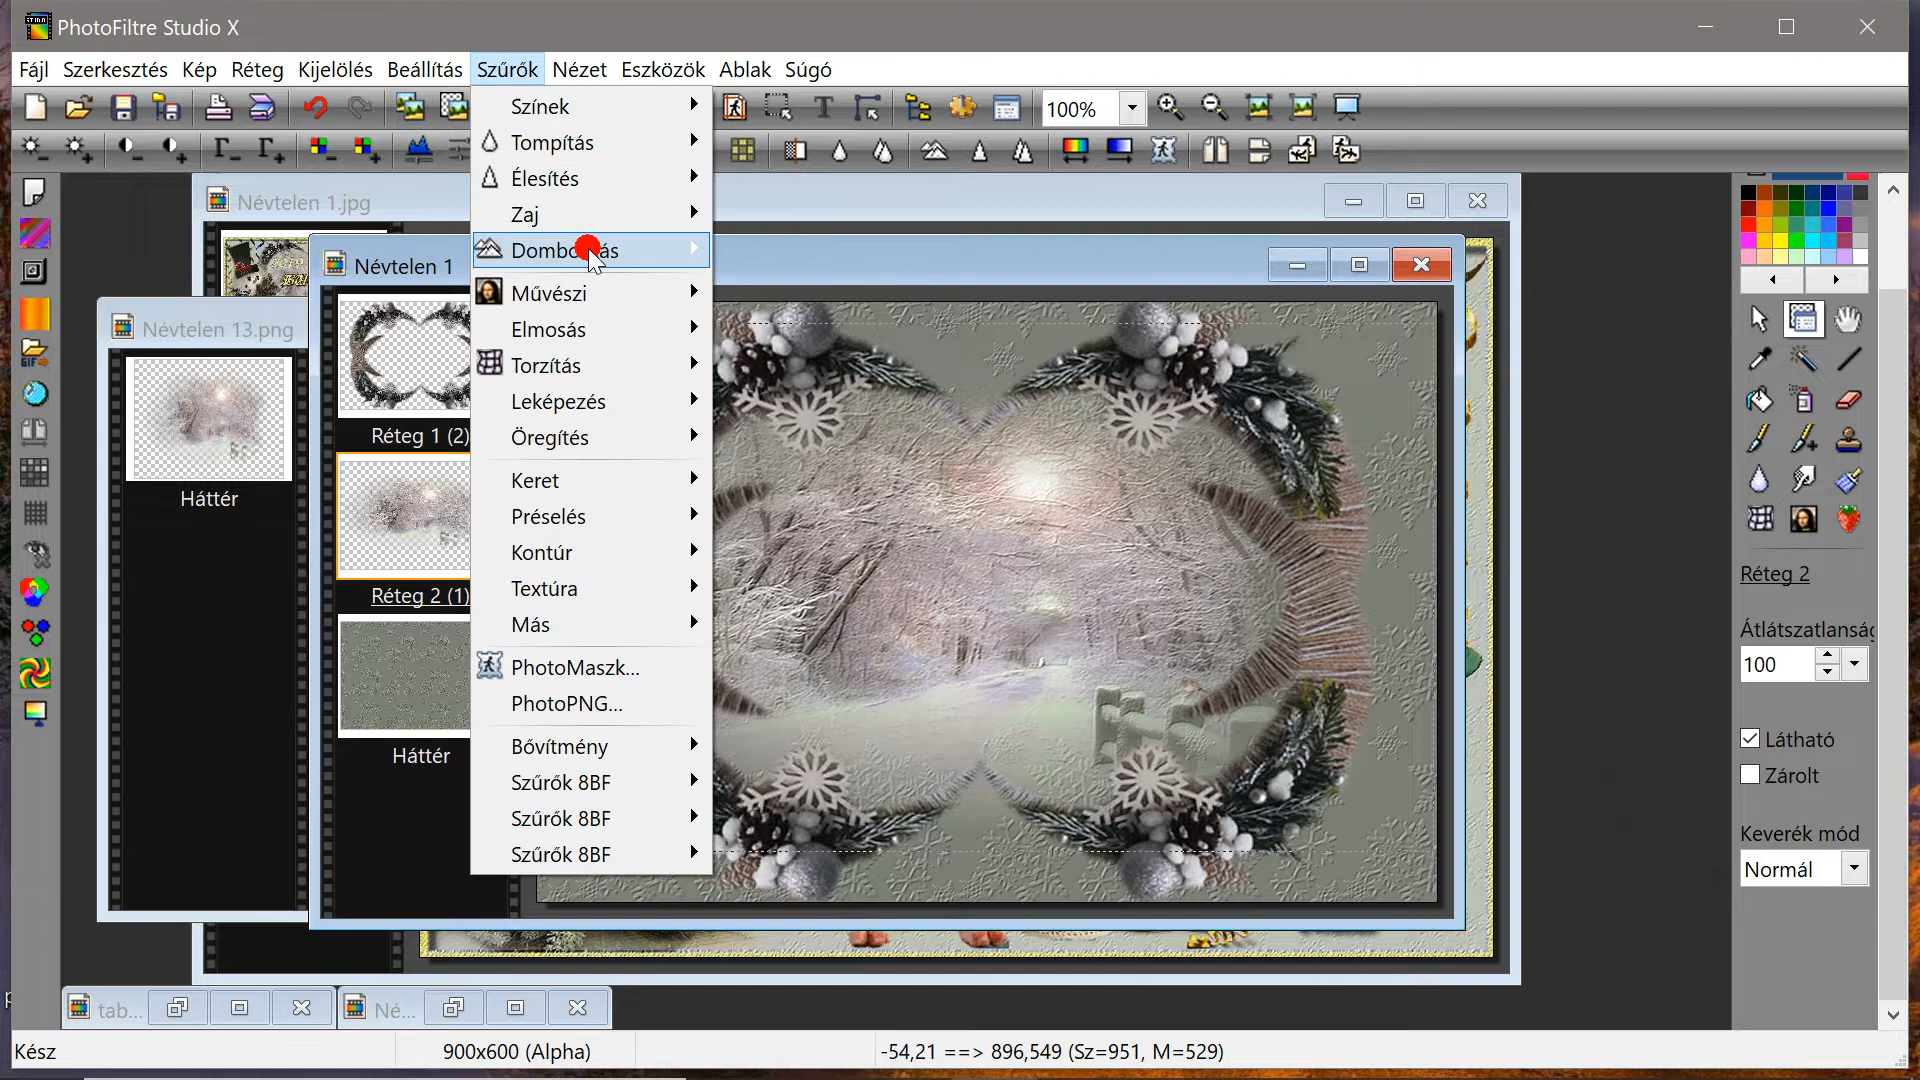 PhotoFiltre Studio X
Fájl Szerkesztés Kép Réteg Kijelölés Beállítás Szűrők Nézet Eszközök Ablak Súgó
100%
Színek
Tompítás
Élesítés
Zaj
Művészi
Elmosás
Torzítás
Leképezés
Öregítés
Keret
Préselés
Kontúr
Textúra
Más
PhotoMaszk...
PhotoPNG...
Bővítmény
Szűrők 8BF
Szűrők 8BF
Szűrők 8BF
Névtelen 1.jpg
Névtelen 1
Névtelen 13.png
Háttér
Réteg 1 (2)
Réteg 2 (1)
Háttér
GIF
Réteg 2
100
Látható
Zárolt
Keverék mód
Normál
tab...
Né...
Kész
900x600 (Alpha)
-54,21 ==> 896,549 (Sz=951, M=529)